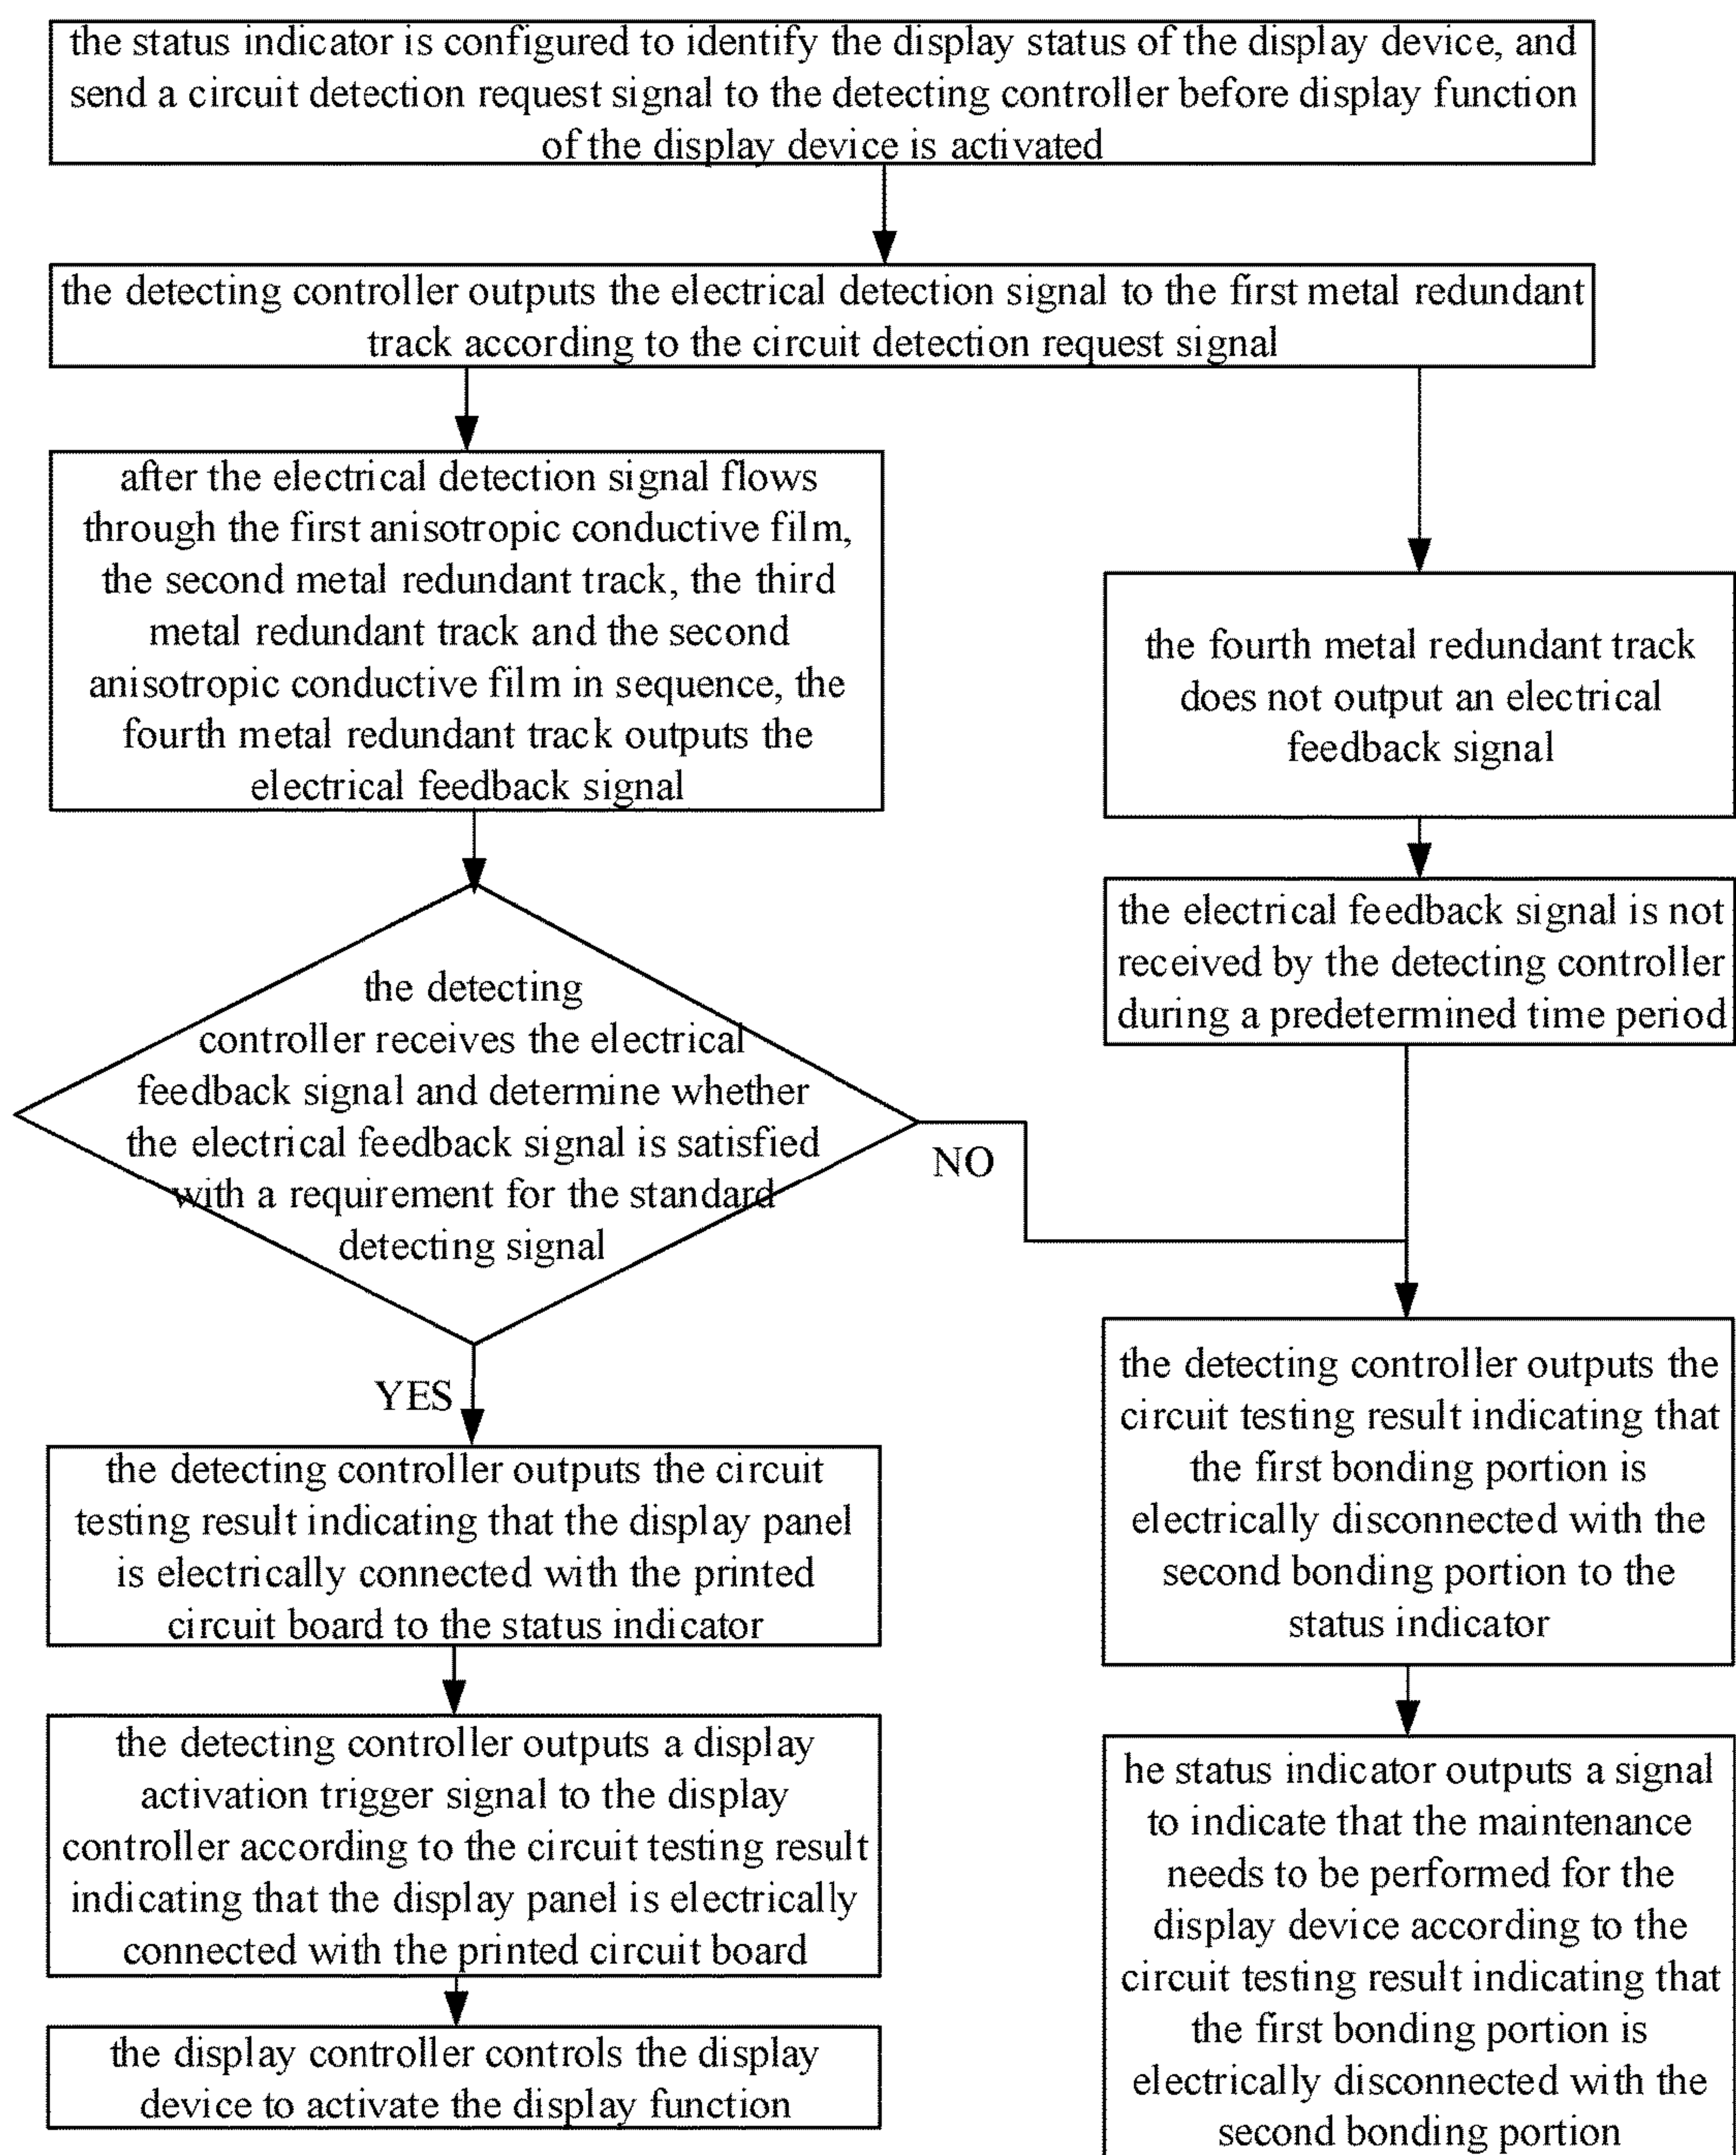 the status indicator is configured to identify the display status of the display device, and
send a circuit detection request signal to the detecting controller before display function
of the display device is activated
the detecting controller outputs the electrical detection signal to the first metal redundant
track according to the circuit detection request signal
after the electrical detection signal flows
through the first anisotropic conductive film,
the second metal redundant track, the third
metal redundant track and the second
anisotropic conductive film in sequence, the
fourth metal redundant track outputs the
electrical feedback signal
the fourth metal redundant track
does not output an electrical
feedback signal
the electrical feedback signal is not
received by the detecting controller
during a predetermined time period
the detecting
controller receives the electrical
feedback signal and determine whether
the electrical feedback signal is satisfied
with a requirement for the standard
detecting signal
NO
YES
the detecting controller outputs the circuit
testing result indicating that the display panel
is electrically connected with the printed
circuit board to the status indicator
the detecting controller outputs a display
activation trigger signal to the display
controller according to the circuit testing result
indicating that the display panel is electrically
connected with the printed circuit board
the display controller controls the display
device to activate the display function
the detecting controller outputs the
circuit testing result indicating that
the first bonding portion is
electrically disconnected with the
second bonding portion to the
status indicator
he status indicator outputs a signal
to indicate that the maintenance
needs to be performed for the
display device according to the
circuit testing result indicating that
the first bonding portion is
electrically disconnected with the
second bonding portion